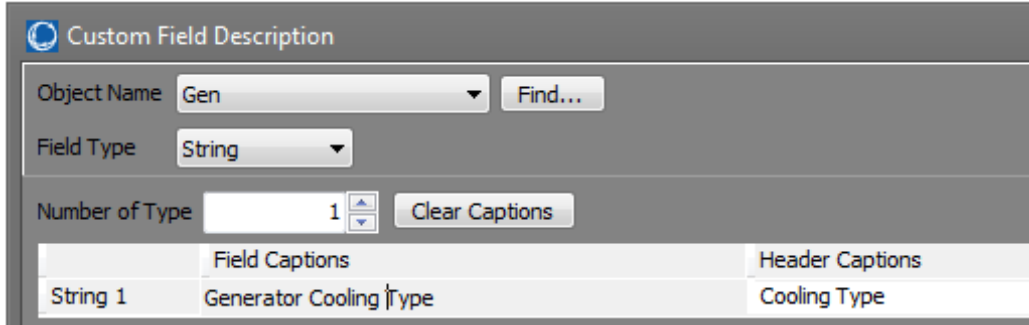 Custom Field Description
Object Name Gen Find...
Field Type String
Number of Type 1 Clear Captions
Field Captions Header Captions
String 1 Generator Cooling Type Cooling Type